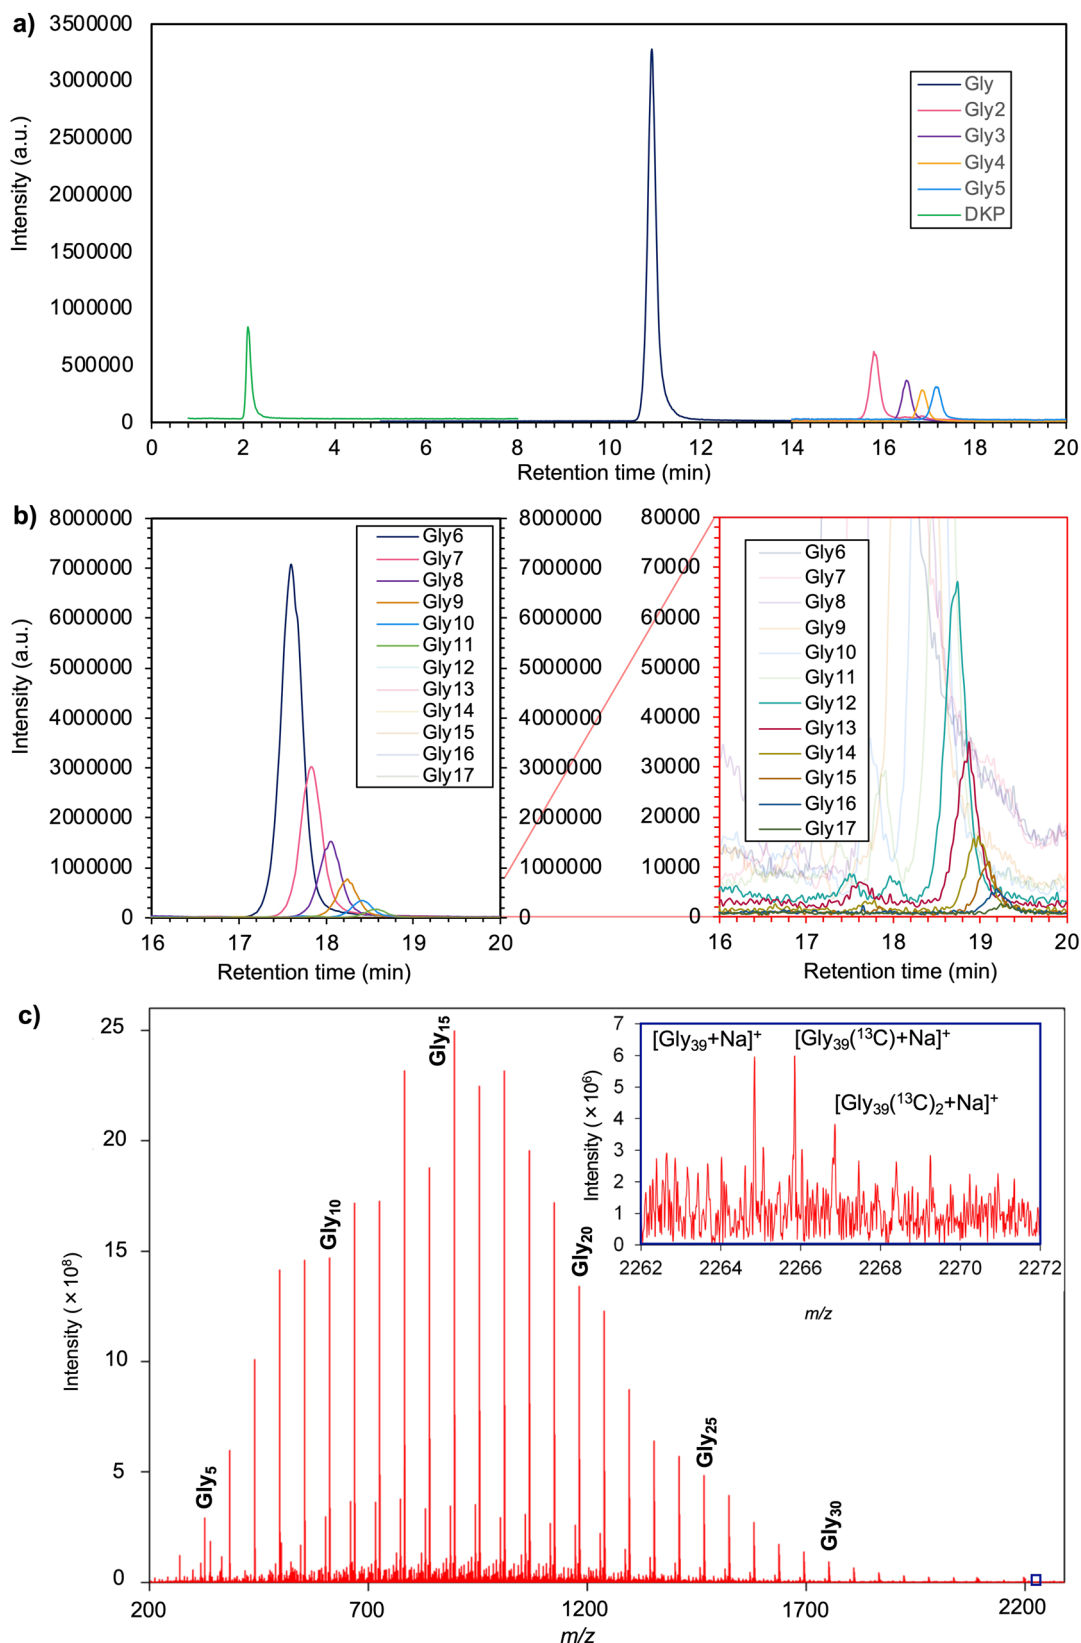 a)
Intensity (a.u.)
3500000
3000000
2500000
2000000
1500000
1000000
500000
0
Gly
Gly2
Gly3
Gly4
Gly5
DKP
0 2 4 6 8 10 12 14 16 18 20
Retention time (min)
b)
Intensity (a.u.)
8000000
7000000
6000000
5000000
4000000
3000000
2000000
1000000
0
Gly6
Gly7
Gly8
Gly9
Gly10
Gly11
Gly12
Gly13
Gly14
Gly15
Gly16
Gly17
16 17 18 19 20
Retention time (min)
8000000
7000000
6000000
5000000
4000000
3000000
2000000
1000000
0
80000
70000
60000
50000
40000
30000
20000
10000
0
Gly6
Gly7
Gly8
Gly9
Gly10
Gly11
Gly12
Gly13
Gly14
Gly15
Gly16
Gly17
16 17 18 19 20
Retention time (min)
c)
Intensity (×10⁸)
25
20
15
10
5
0
Gly₅
Gly₁₀
Gly₁₅
Gly₂₀
Gly₂₅
Gly₃₀
200 700 1200 1700 2200
m/z
Intensity (×10⁶)
7
6
5
4
3
2
1
0
[Gly₃₉+Na]⁺
[Gly₃₉(¹³C)+Na]⁺
[Gly₃₉(¹³C)₂+Na]⁺
2262 2264 2266 2268 2270 2272
m/z